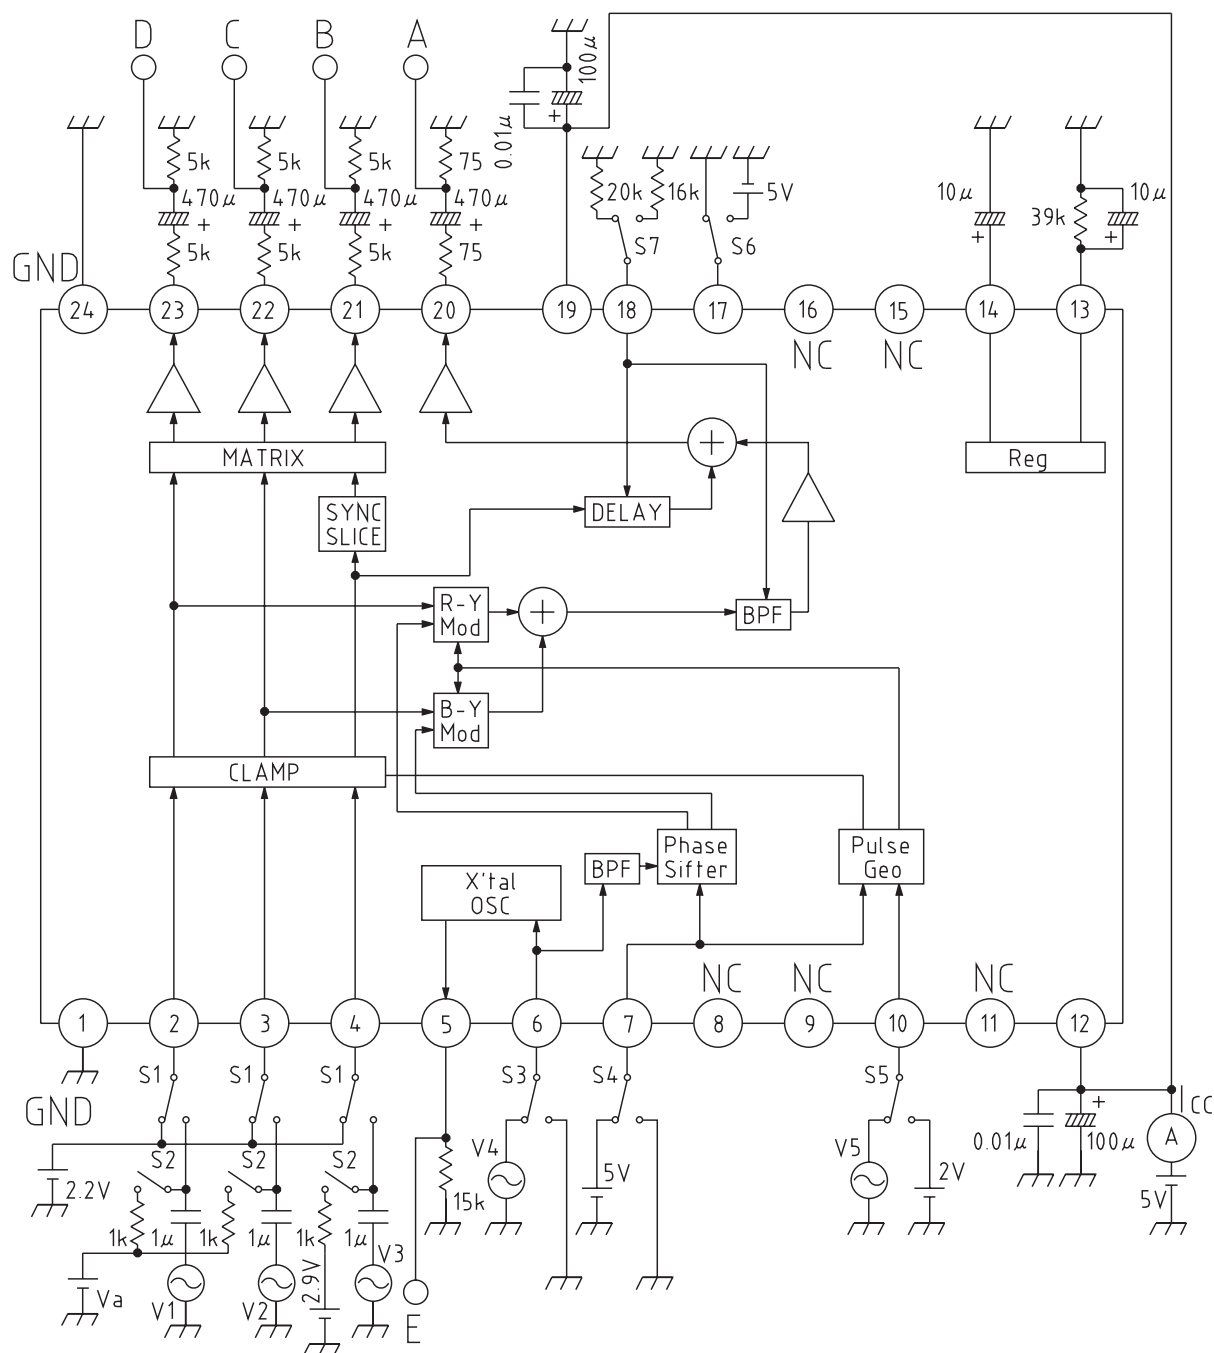 D C B A
100μ
0.01μ
5k 5k 5k 75
20k 16k 5V
470μ 470μ 470μ 470μ
+ + + +
10μ 39k 10μ
+ + +
S7 S6
5k 5k 5k 75
GND
24 23 22 21 20 19 18 17 16 15 14 13
NC NC
MATRIX
Reg
SYNC
SLICE
DELAY
R-Y
Mod
BPF
B-Y
Mod
CLAMP
Phase
Sifter
Pulse
Geo
BPF
X'tal
OSC
NC NC NC
1 2 3 4 5 6 7 8 9 10 11 12
S1 S1 S1 S3 S4 S5
GND
+ ICC
0.01μ 100μ A
S2 S2 S2
V4 5V V5 2V
2.2V 15k 5V
1k 1μ 1k 1μ 1k 1μ
V3
2.9V
Va
V1 V2
E